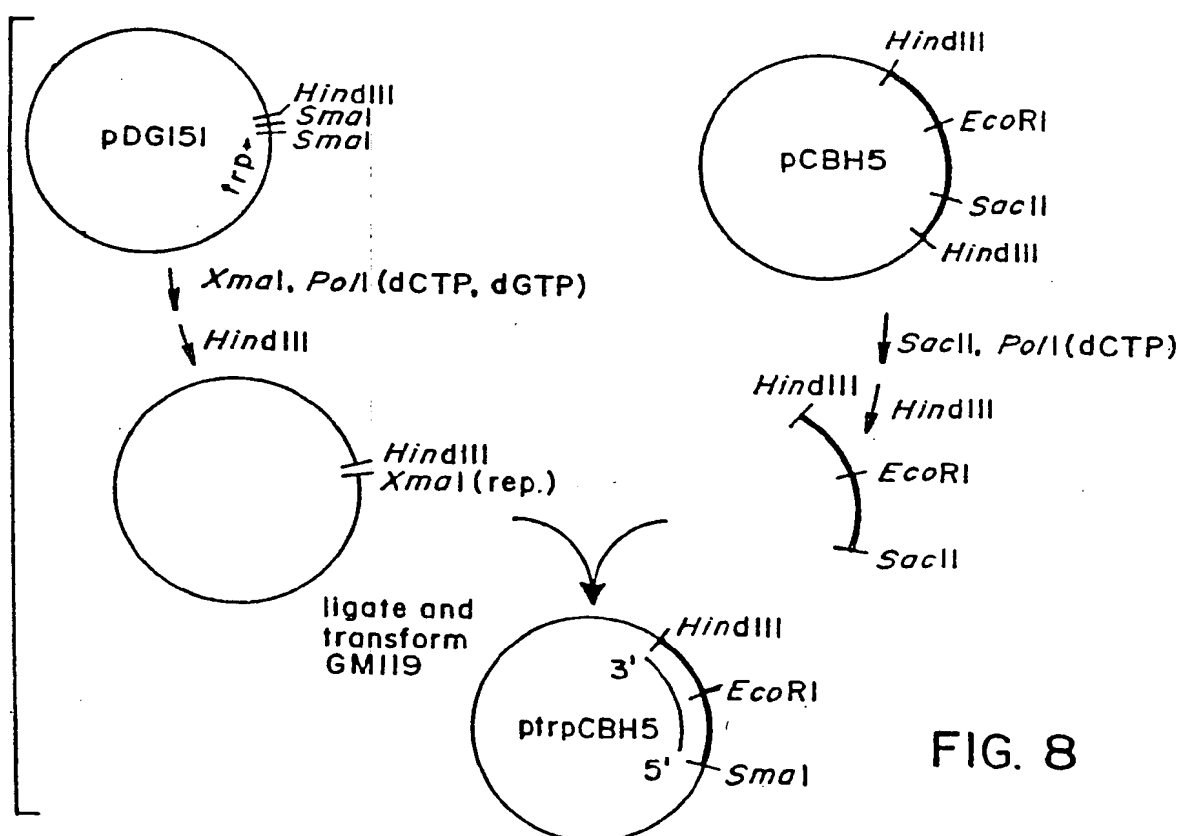 HindIII
SmaI
SmaI
pDG151
trp
XmaI, PolI (dCTP, dGTP)
HindIII
HindIII
XmaI (rep.)
HindIII
EcoRI
pCBH5
SacII
HindIII
SacII, PolI (dCTP)
HindIII
HindIII
EcoRI
SacII
ligate and
transform
GM119
HindIII
3'
EcoRI
ptrpCBH5
5'
SmaI
FIG. 8